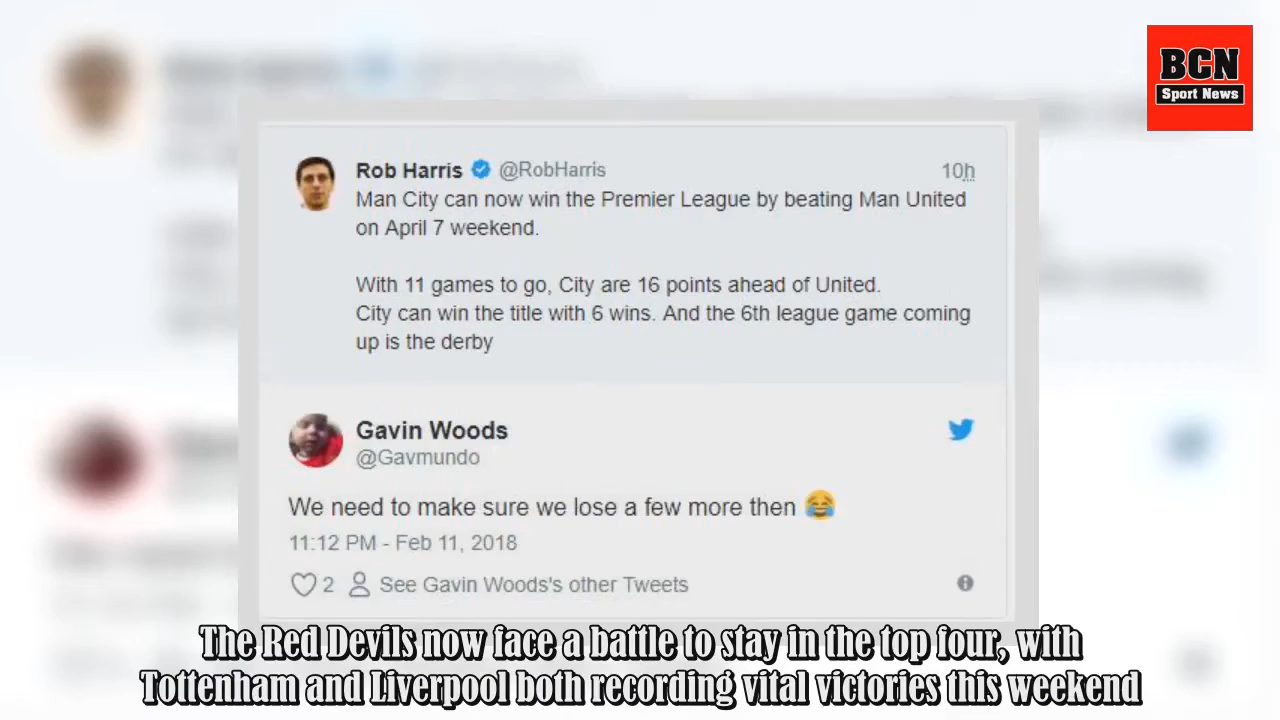 BCN
Sport News
Rob Harris @RobHarris 10h
Man City can now win the Premier League by beating Man United
on April 7 weekend.
With 11 games to go, City are 16 points ahead of United.
City can win the title with 6 wins. And the 6th league game coming
up is the derby
Gavin Woods
@Gavmundo
We need to make sure we lose a few more then 😂
11:12 PM - Feb 11, 2018
2 See Gavin Woods's other Tweets
The Red Devils now face a battle to stay in the top four, with
Tottenham and Liverpool both recording vital victories this weekend